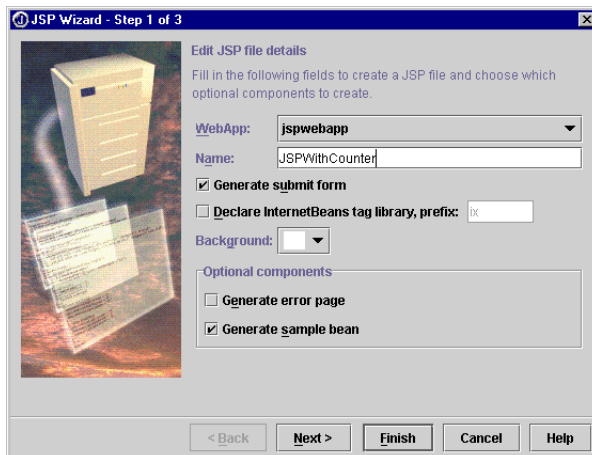 JSP Wizard - Step 1 of 3
Edit JSP file details
Fill in the following fields to create a JSP file and choose which
optional components to create.
WebApp: jspwebapp
Name: JSPWithCounter
Generate submit form
Declare InternetBeans tag library, prefix: ix
Background:
Optional components
Generate error page
Generate sample bean
< Back Next > Finish Cancel Help